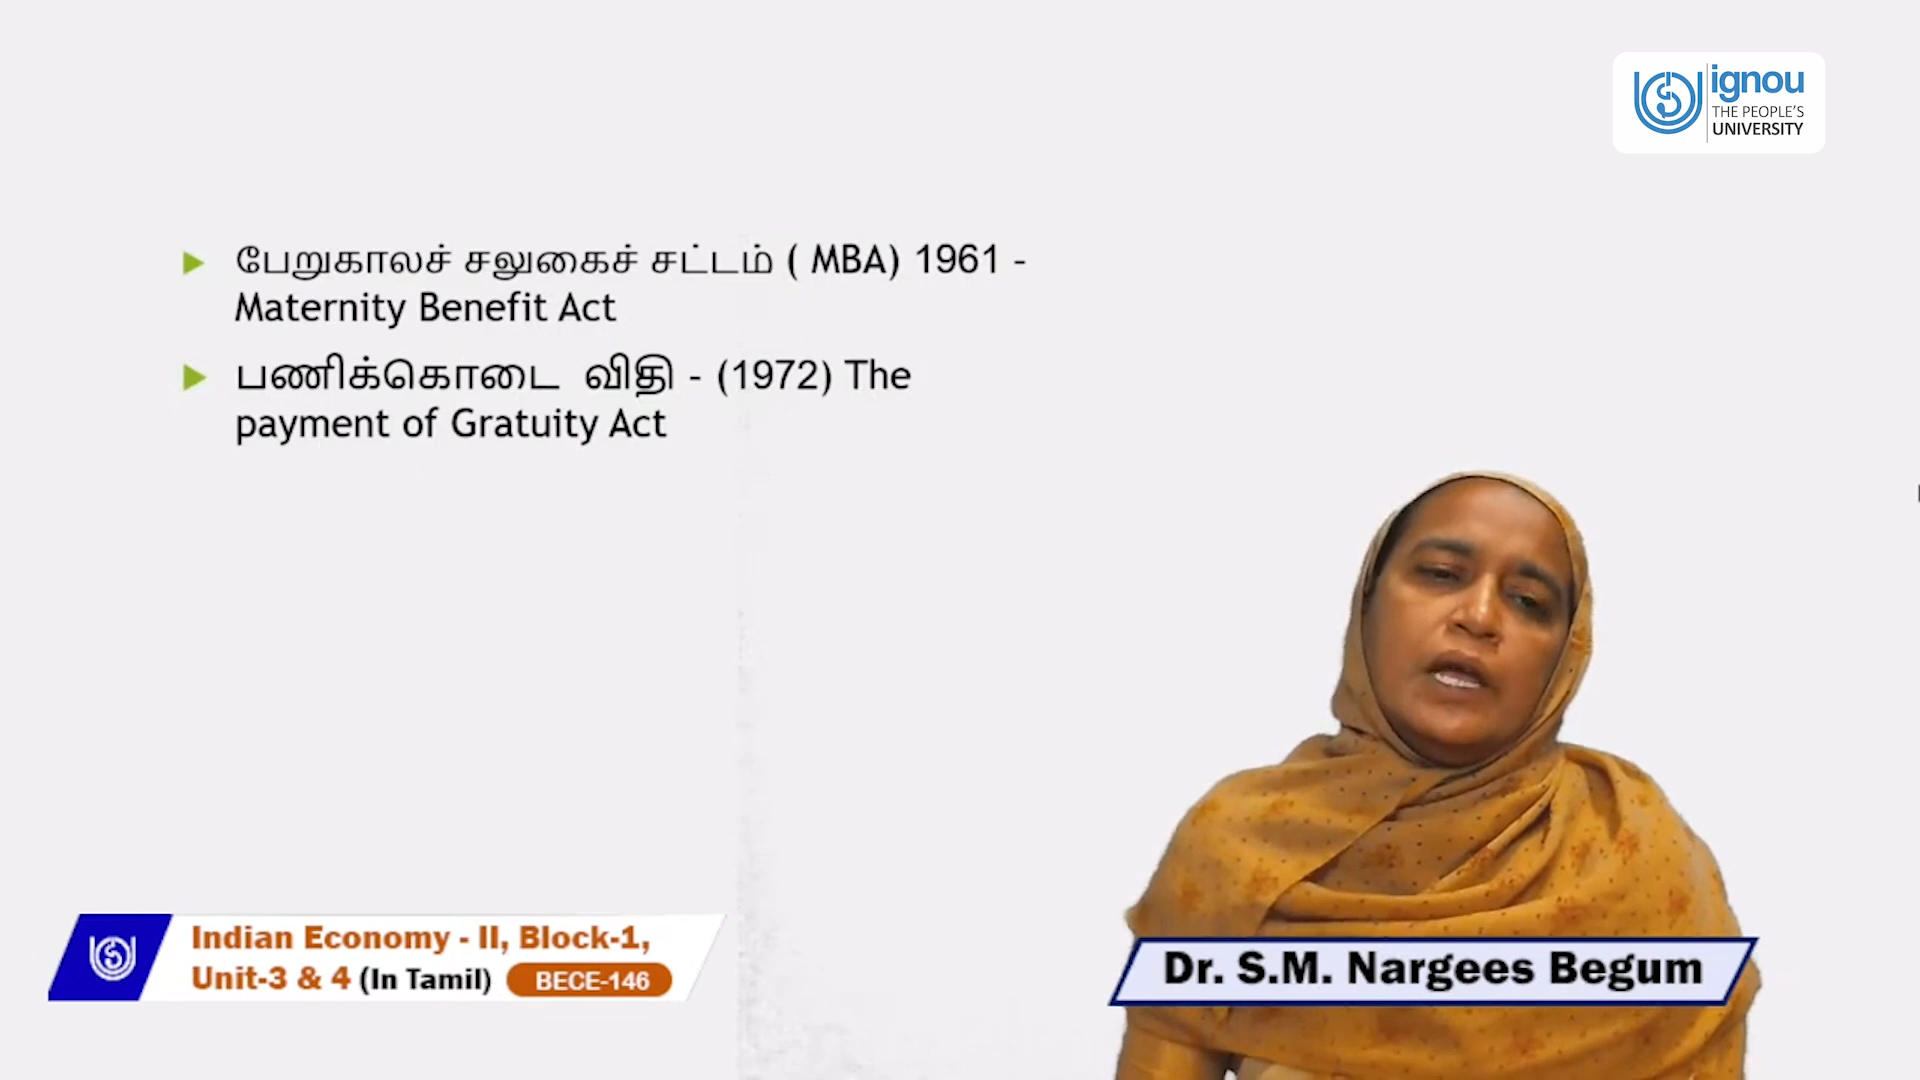 ignou
THE PEOPLE'S
UNIVERSITY
பேறுகாலச் சலுகைச் சட்டம் ( MBA) 1961 -
Maternity Benefit Act
பணிக்கொடை விதி - (1972) The
payment of Gratuity Act
Indian Economy - II, Block-1,
Unit-3 & 4 (In Tamil) BECE-146
Dr. S.M. Nargees Begum